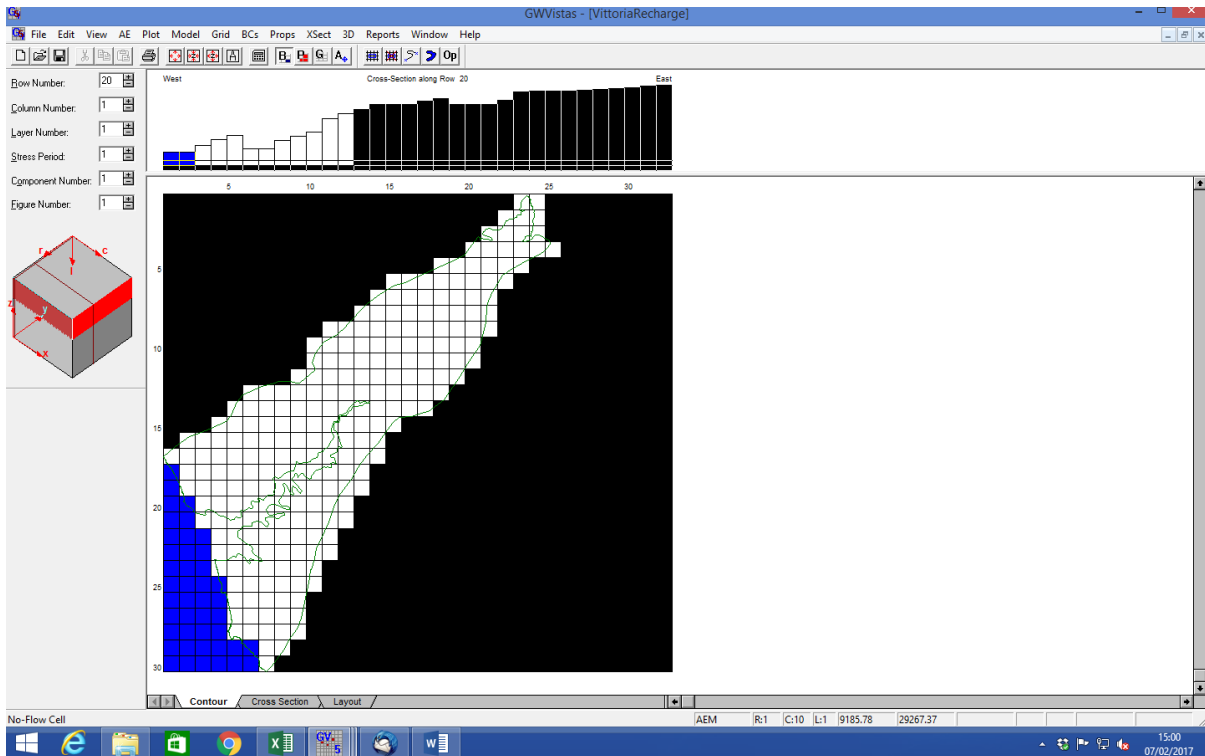 GWVistas - [VittoriaRecharge]
File Edit View AE Plot Model Grid BCs Props XSect 3D Reports Window Help
B G A Op
Row Number: 20
Column Number: 1
Layer Number: 1
Stress Period: 1
Component Number: 1
Figure Number: 1
West Cross-Section along Row 20 East
r c
l
z y
x
5 10 15 20 25 30
5
10
15
20
25
30
Contour Cross Section Layout
No-Flow Cell AEM R:1 C:10 L:1 9185.78 29267.37
15:00
07/02/2017